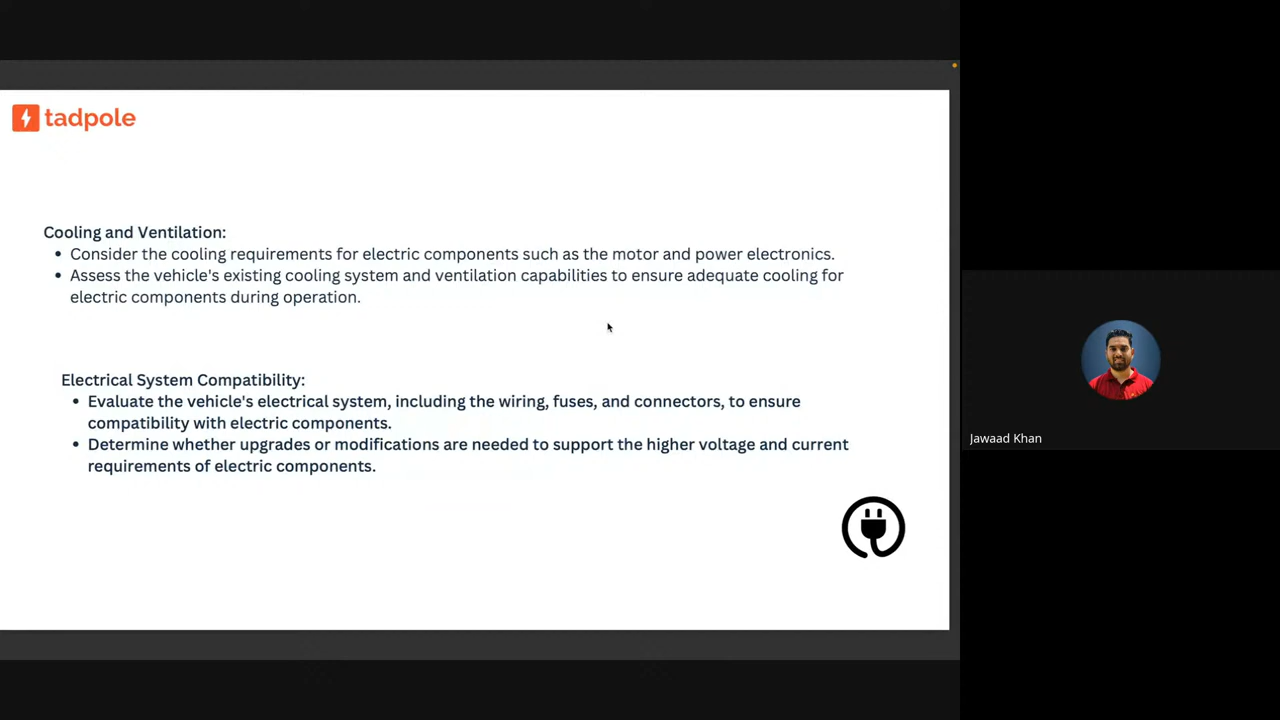 tadpole
Cooling and Ventilation:
• Consider the cooling requirements for electric components such as the motor and power electronics.
• Assess the vehicle's existing cooling system and ventilation capabilities to ensure adequate cooling for
electric components during operation.
Electrical System Compatibility:
• Evaluate the vehicle's electrical system, including the wiring, fuses, and connectors, to ensure
compatibility with electric components.
• Determine whether upgrades or modifications are needed to support the higher voltage and current
requirements of electric components.
Jawaad Khan